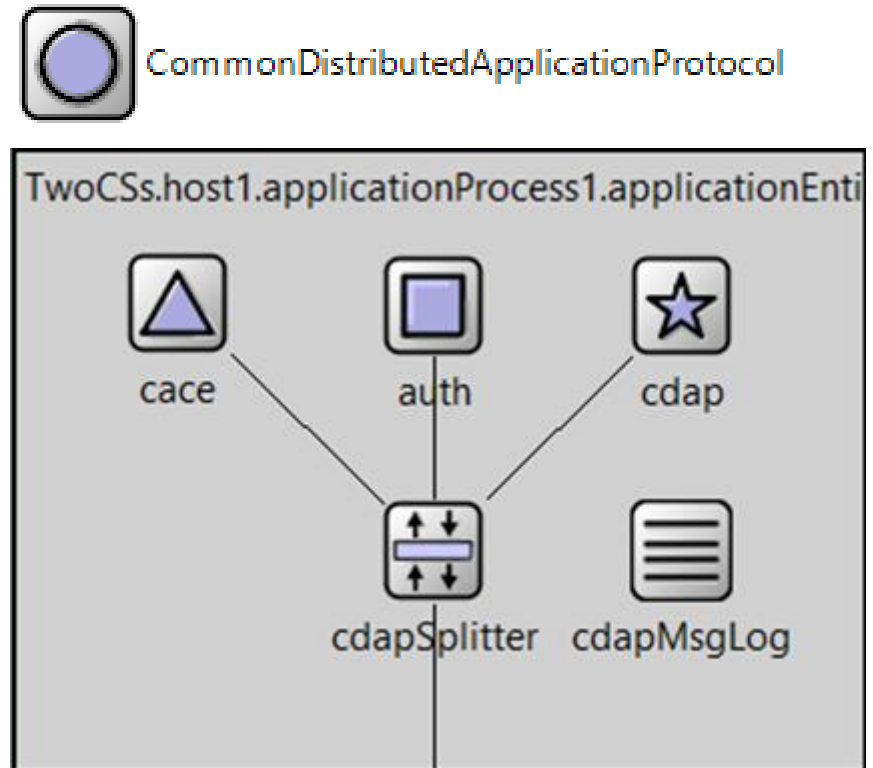 CommonDistributedApplicationProtocol
TwoCSs.host1.applicationProcess1.applicationEnti
cace
auth
cdap
cdapSplitter
cdapMsgLog